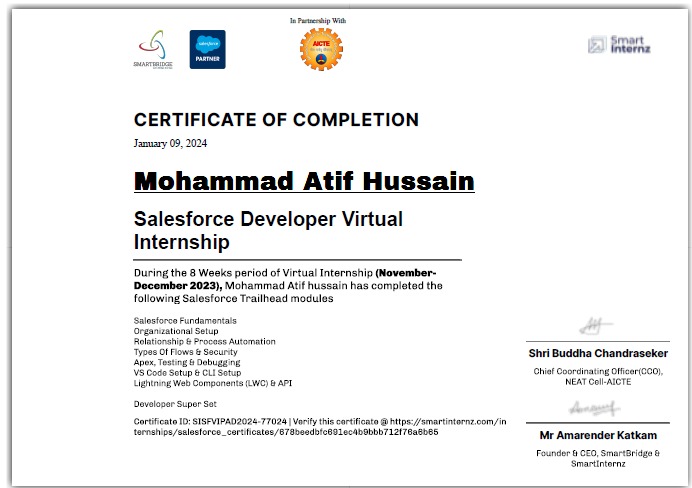 In Partnership With
SMARTBRIDGE
salesforce
PARTNER
AICTE
Smart
Internz
CERTIFICATE OF COMPLETION
January 09, 2024
Mohammad Atif Hussain
Salesforce Developer Virtual
Internship
During the 8 Weeks period of Virtual Internship (November-
December 2023), Mohammad Atif hussain has completed the
following Salesforce Trailhead modules
Salesforce Fundamentals
Organizational Setup
Relationship & Process Automation
Types Of Flows & Security
Apex, Testing & Debugging
VS Code Setup & CLI Setup
Lightning Web Components (LWC) & API
Developer Super Set
Certificate ID: SISFVIPAD2024-77024 | Verify this certificate @ https://smartinternz.com/in
ternships/salesforce_certificates/678beedbfc691ec4b9bbb712f76a6b65
Shri Buddha Chandraseker
Chief Coordinating Officer(CCO),
NEAT Cell-AICTE
Mr Amarender Katkam
Founder & CEO, SmartBridge &
SmartInternz